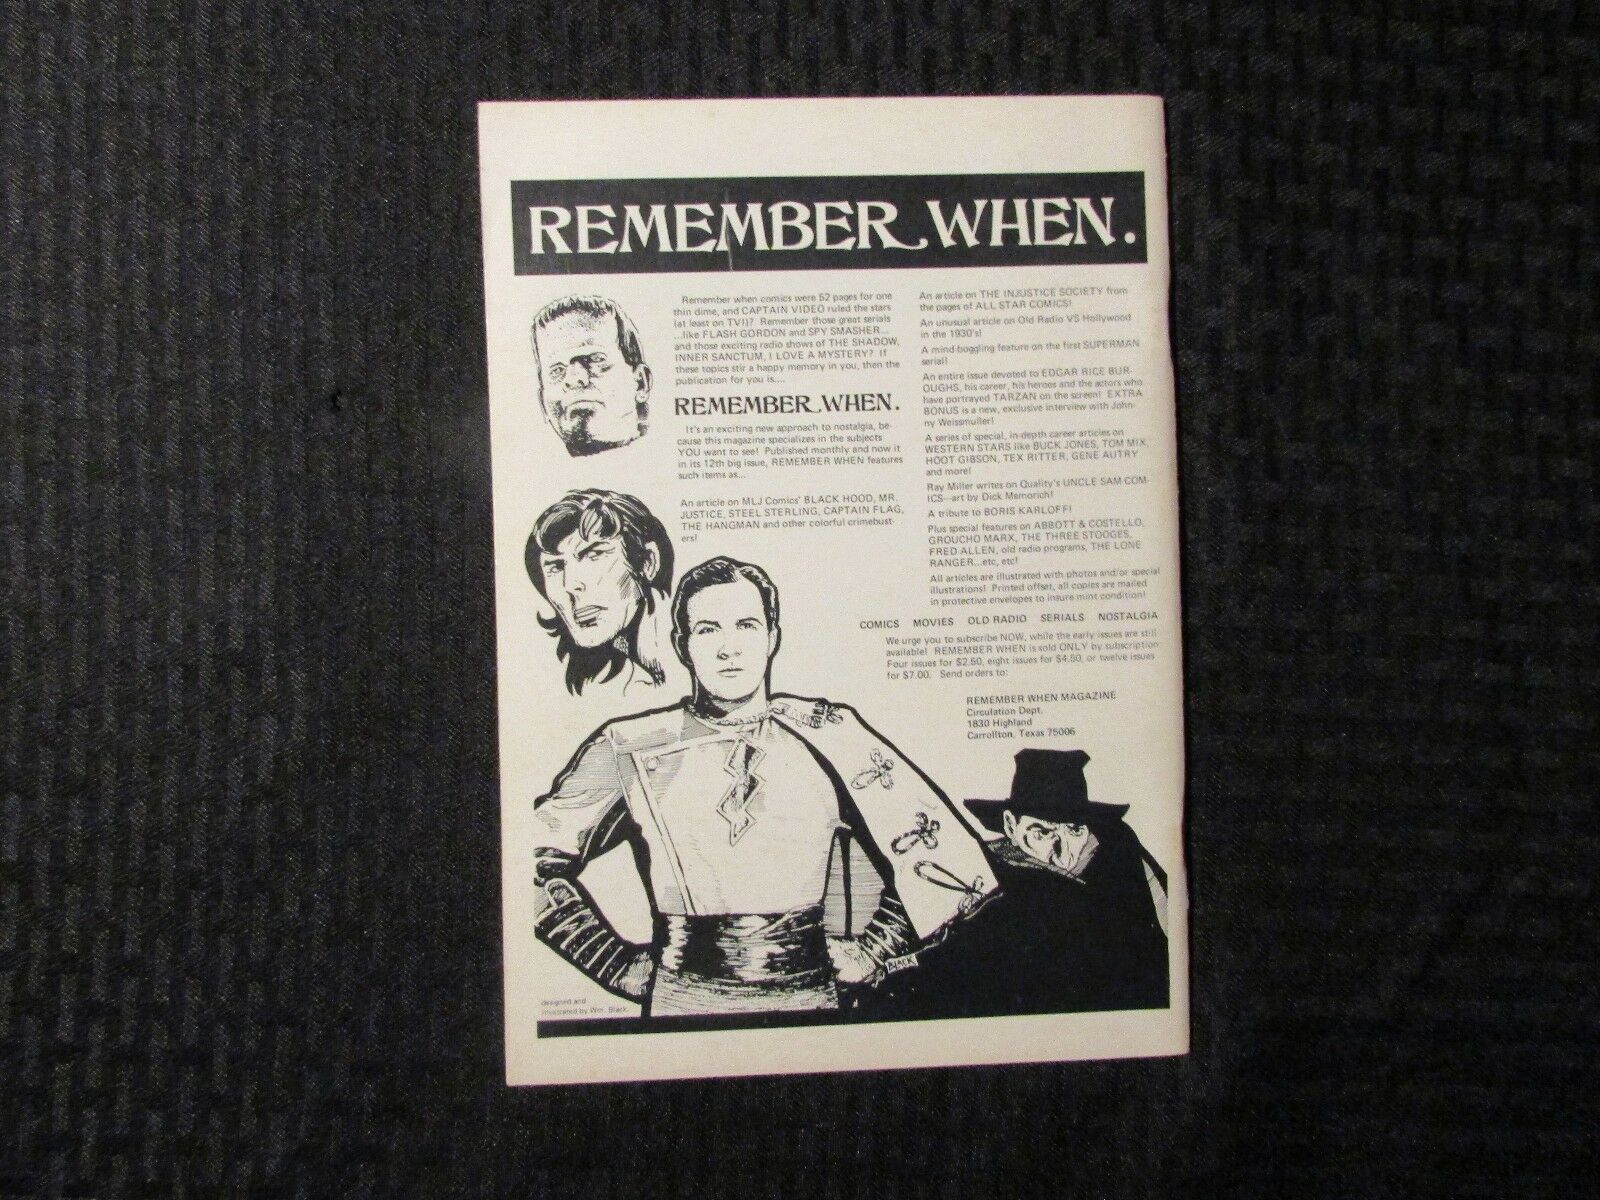 REMEMBER WHEN.
Remember when comics were 52 pages for one
thin dime, and CAPTAIN VIDEO ruled the stars
(at least on TV!)? Remember those great serials
...like FLASH GORDON and SPY SMASHER...
and those exciting radio shows of THE SHADOW,
INNER SANCTUM, I LOVE A MYSTERY? If
these topics stir a happy memory in you, then the
publication for you is....
REMEMBER WHEN.
It's an exciting new approach to nostalgia, be-
cause this magazine specializes in the subjects
YOU want to see! Published monthly and now it
in its 12th big issue, REMEMBER WHEN features
such items as...
An article on MLJ Comics' BLACK HOOD, MR.
JUSTICE, STEEL STERLING, CAPTAIN FLAG,
THE HANGMAN and other colorful crimebust-
ers!
An article on THE INJUSTICE SOCIETY from
the pages of ALL STAR COMICS!
An unusual article on Old Radio VS Hollywood
in the 1930's!
A mind-boggling feature on the first SUPERMAN
serial!
An entire issue devoted to EDGAR RICE BUR-
OUGHS, his career, his heroes and the actors who
have portrayed TARZAN on the screen! EXTRA
BONUS is a new, exclusive interview with John-
ny Weissmuller!
A series of special, in-depth career articles on
WESTERN STARS like BUCK JONES, TOM MIX,
HOOT GIBSON, TEX RITTER, GENE AUTRY
and more!
Ray Miller writes on Quality's UNCLE SAM COM-
ICS—art by Dick Memorich!
A tribute to BORIS KARLOFF!
Plus special features on ABBOTT & COSTELLO,
GROUCHO MARX, THE THREE STOOGES,
FRED ALLEN, old radio programs, THE LONE
RANGER...etc, etc!
All articles are illustrated with photos and/or special
illustrations! Printed offset, all copies are mailed
in protective envelopes to insure mint condition!
COMICS MOVIES OLD RADIO SERIALS NOSTALGIA
We urge you to subscribe NOW, while the early issues are still
available! REMEMBER WHEN is sold ONLY by subscription
Four issues for $2.50, eight issues for $4.50, or twelve issues
for $7.00. Send orders to:
REMEMBER WHEN MAGAZINE
Circulation Dept.
1830 Highland
Carrollton, Texas 75006
BLACK
designed and
illustrated by Wm. Black